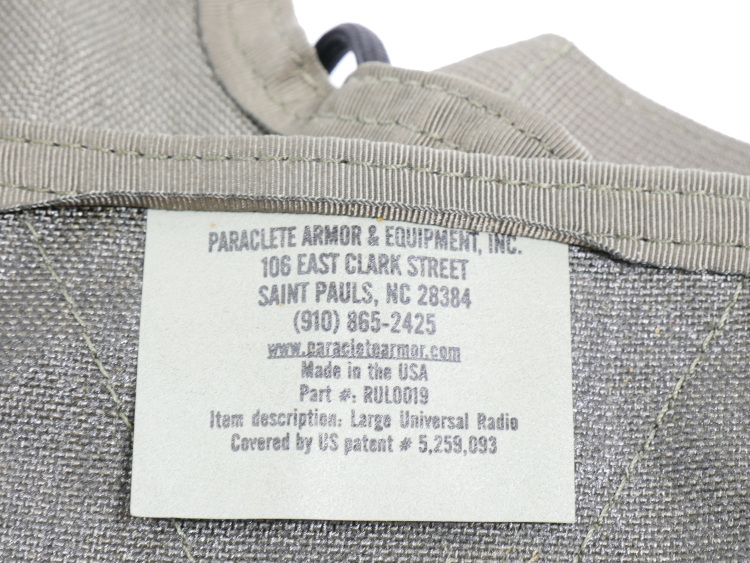 PARACLETE ARMOR & EQUIPMENT, INC.
106 EAST CLARK STREET
SAINT PAULS, NC 28384
(910) 865-2425
www.paracletearmor.com
Made in the USA
Part #: RUL0019
Item description: Large Universal Radio
Covered by US patent # 5,259,093